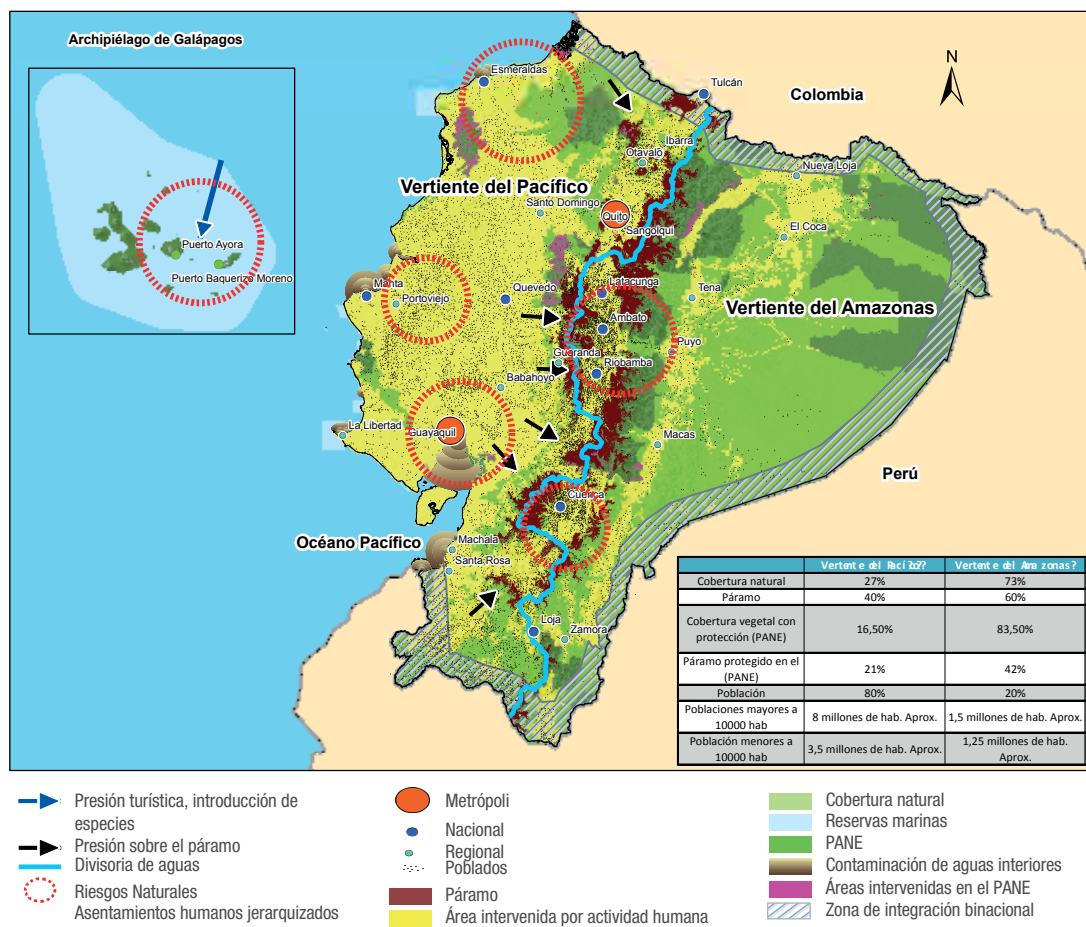 Archipiélago de Galápagos
Puerto Ayora
Puerto Baquerizo Moreno
N
Colombia
Esmeraldas
Tulcán
Ibarra
Otavalo
Nueva Loja
Vertiente del Pacífico
Santo Domingo
Quito
Sangolquí
El Coca
Manta
Portoviejo
Quevedo
Latacunga
Tena
Vertiente del Amazonas
Ambato
Guaranda
Puyo
Riobamba
Babahoyo
La Libertad
Guayaquil
Macas
Perú
Cuenca
Océano Pacífico
Machala
Santa Rosa
Loja
Zamora
Vertente del Amazonas?
Cobertura natural 27% 73%
Páramo 40% 60%
Cobertura vegetal con
protección (PANE) 16,50% 83,50%
Páramo protegido en el
(PANE) 21% 42%
Población 80% 20%
Poblaciones mayores a
10000 hab 8 millones de hab. Aprox. 1,5 millones de hab. Aprox.
Población menores a
10000 hab 3,5 millones de hab. Aprox. 1,25 millones de hab.
Aprox.
Presión turística, introducción de
especies
Presión sobre el páramo
Divisoria de aguas
Riesgos Naturales
Asentamientos humanos jerarquizados
Metrópoli
Nacional
Regional
Poblados
Páramo
Área intervenida por actividad humana
Cobertura natural
Reservas marinas
PANE
Contaminación de aguas interiores
Áreas intervenidas en el PANE
Zona de integración binacional